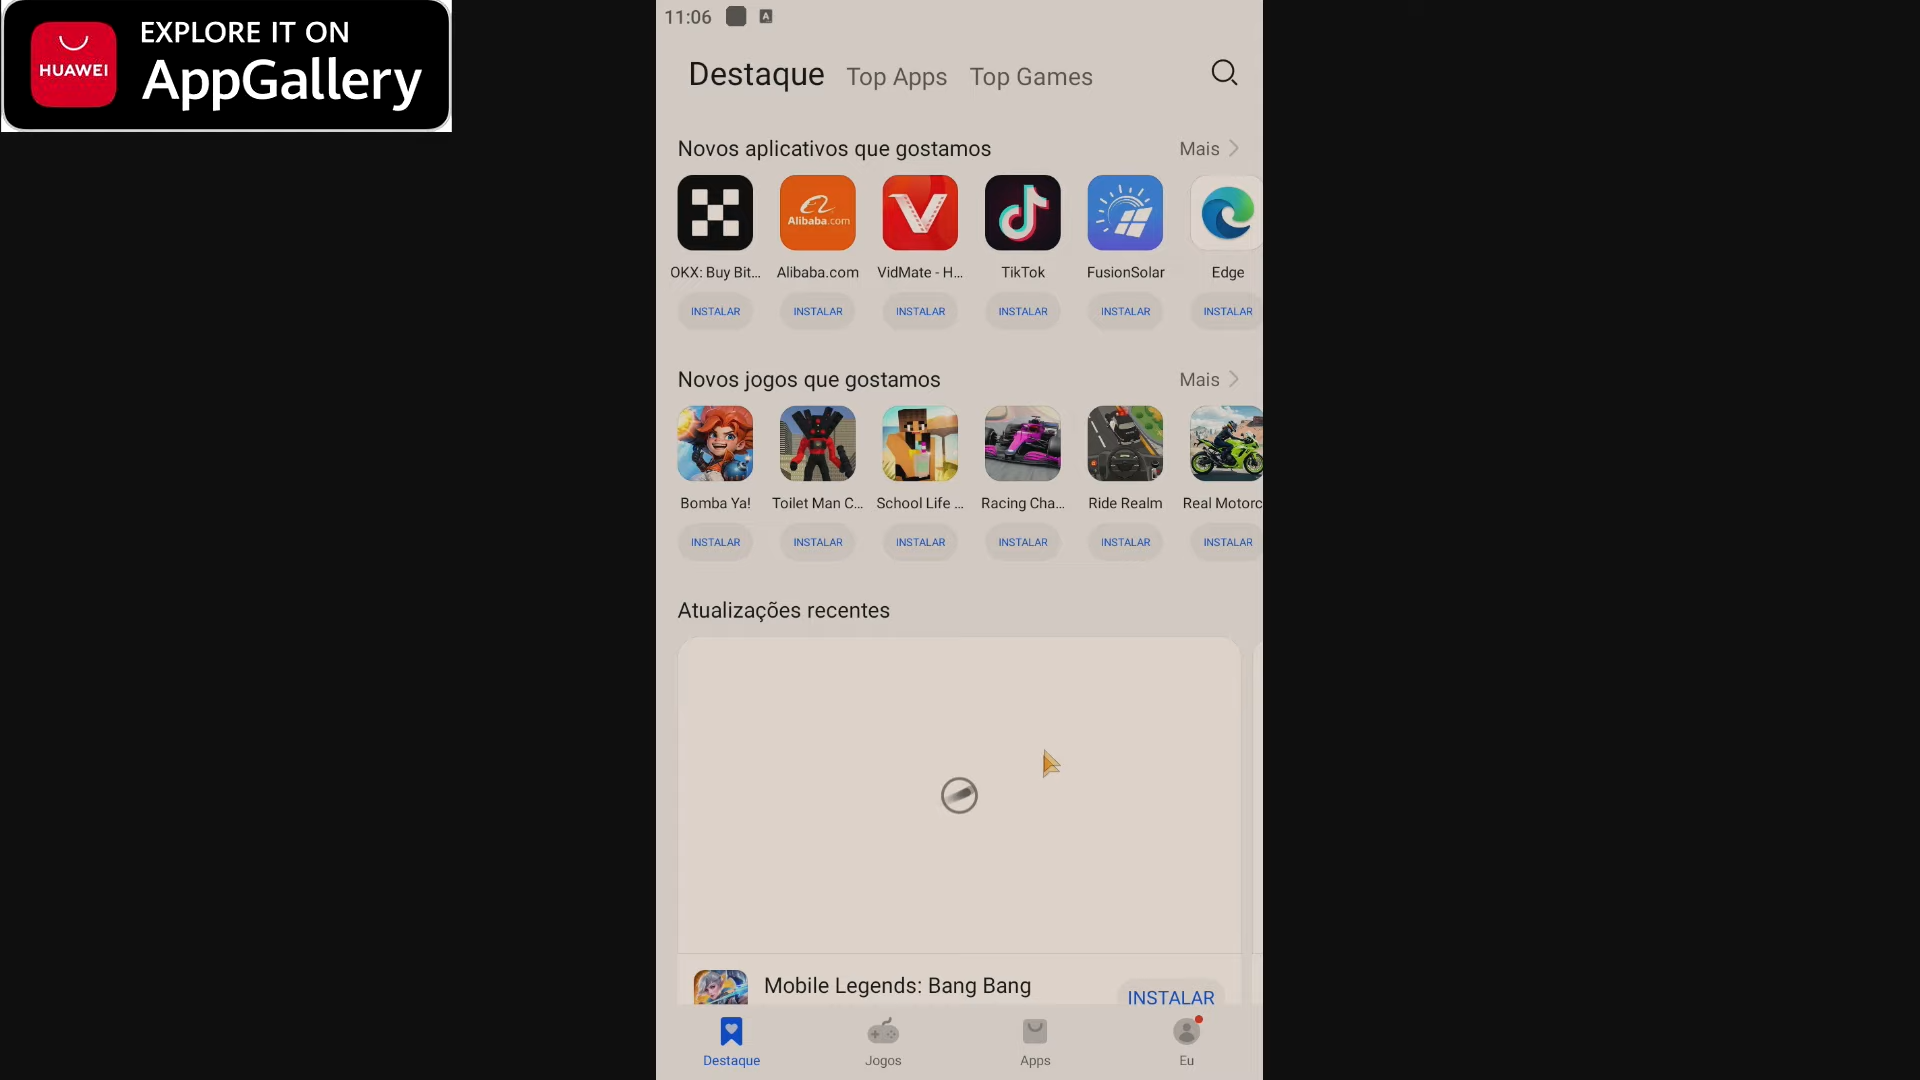 EXPLORE IT ON
HUAWEI
AppGallery
11:06
A
Destaque Top Apps Top Games
Novos aplicativos que gostamos Mais
Alibaba.com
OKX: Buy Bit... Alibaba.com VidMate - H... TikTok FusionSolar Edge
INSTALAR INSTALAR INSTALAR INSTALAR INSTALAR INSTALAR
Novos jogos que gostamos Mais
Bomba Ya! Toilet Man C... School Life ... Racing Cha... Ride Realm Real Motorc
INSTALAR INSTALAR INSTALAR INSTALAR INSTALAR INSTALAR
Atualizações recentes
Mobile Legends: Bang Bang
INSTALAR
Destaque Jogos Apps Eu